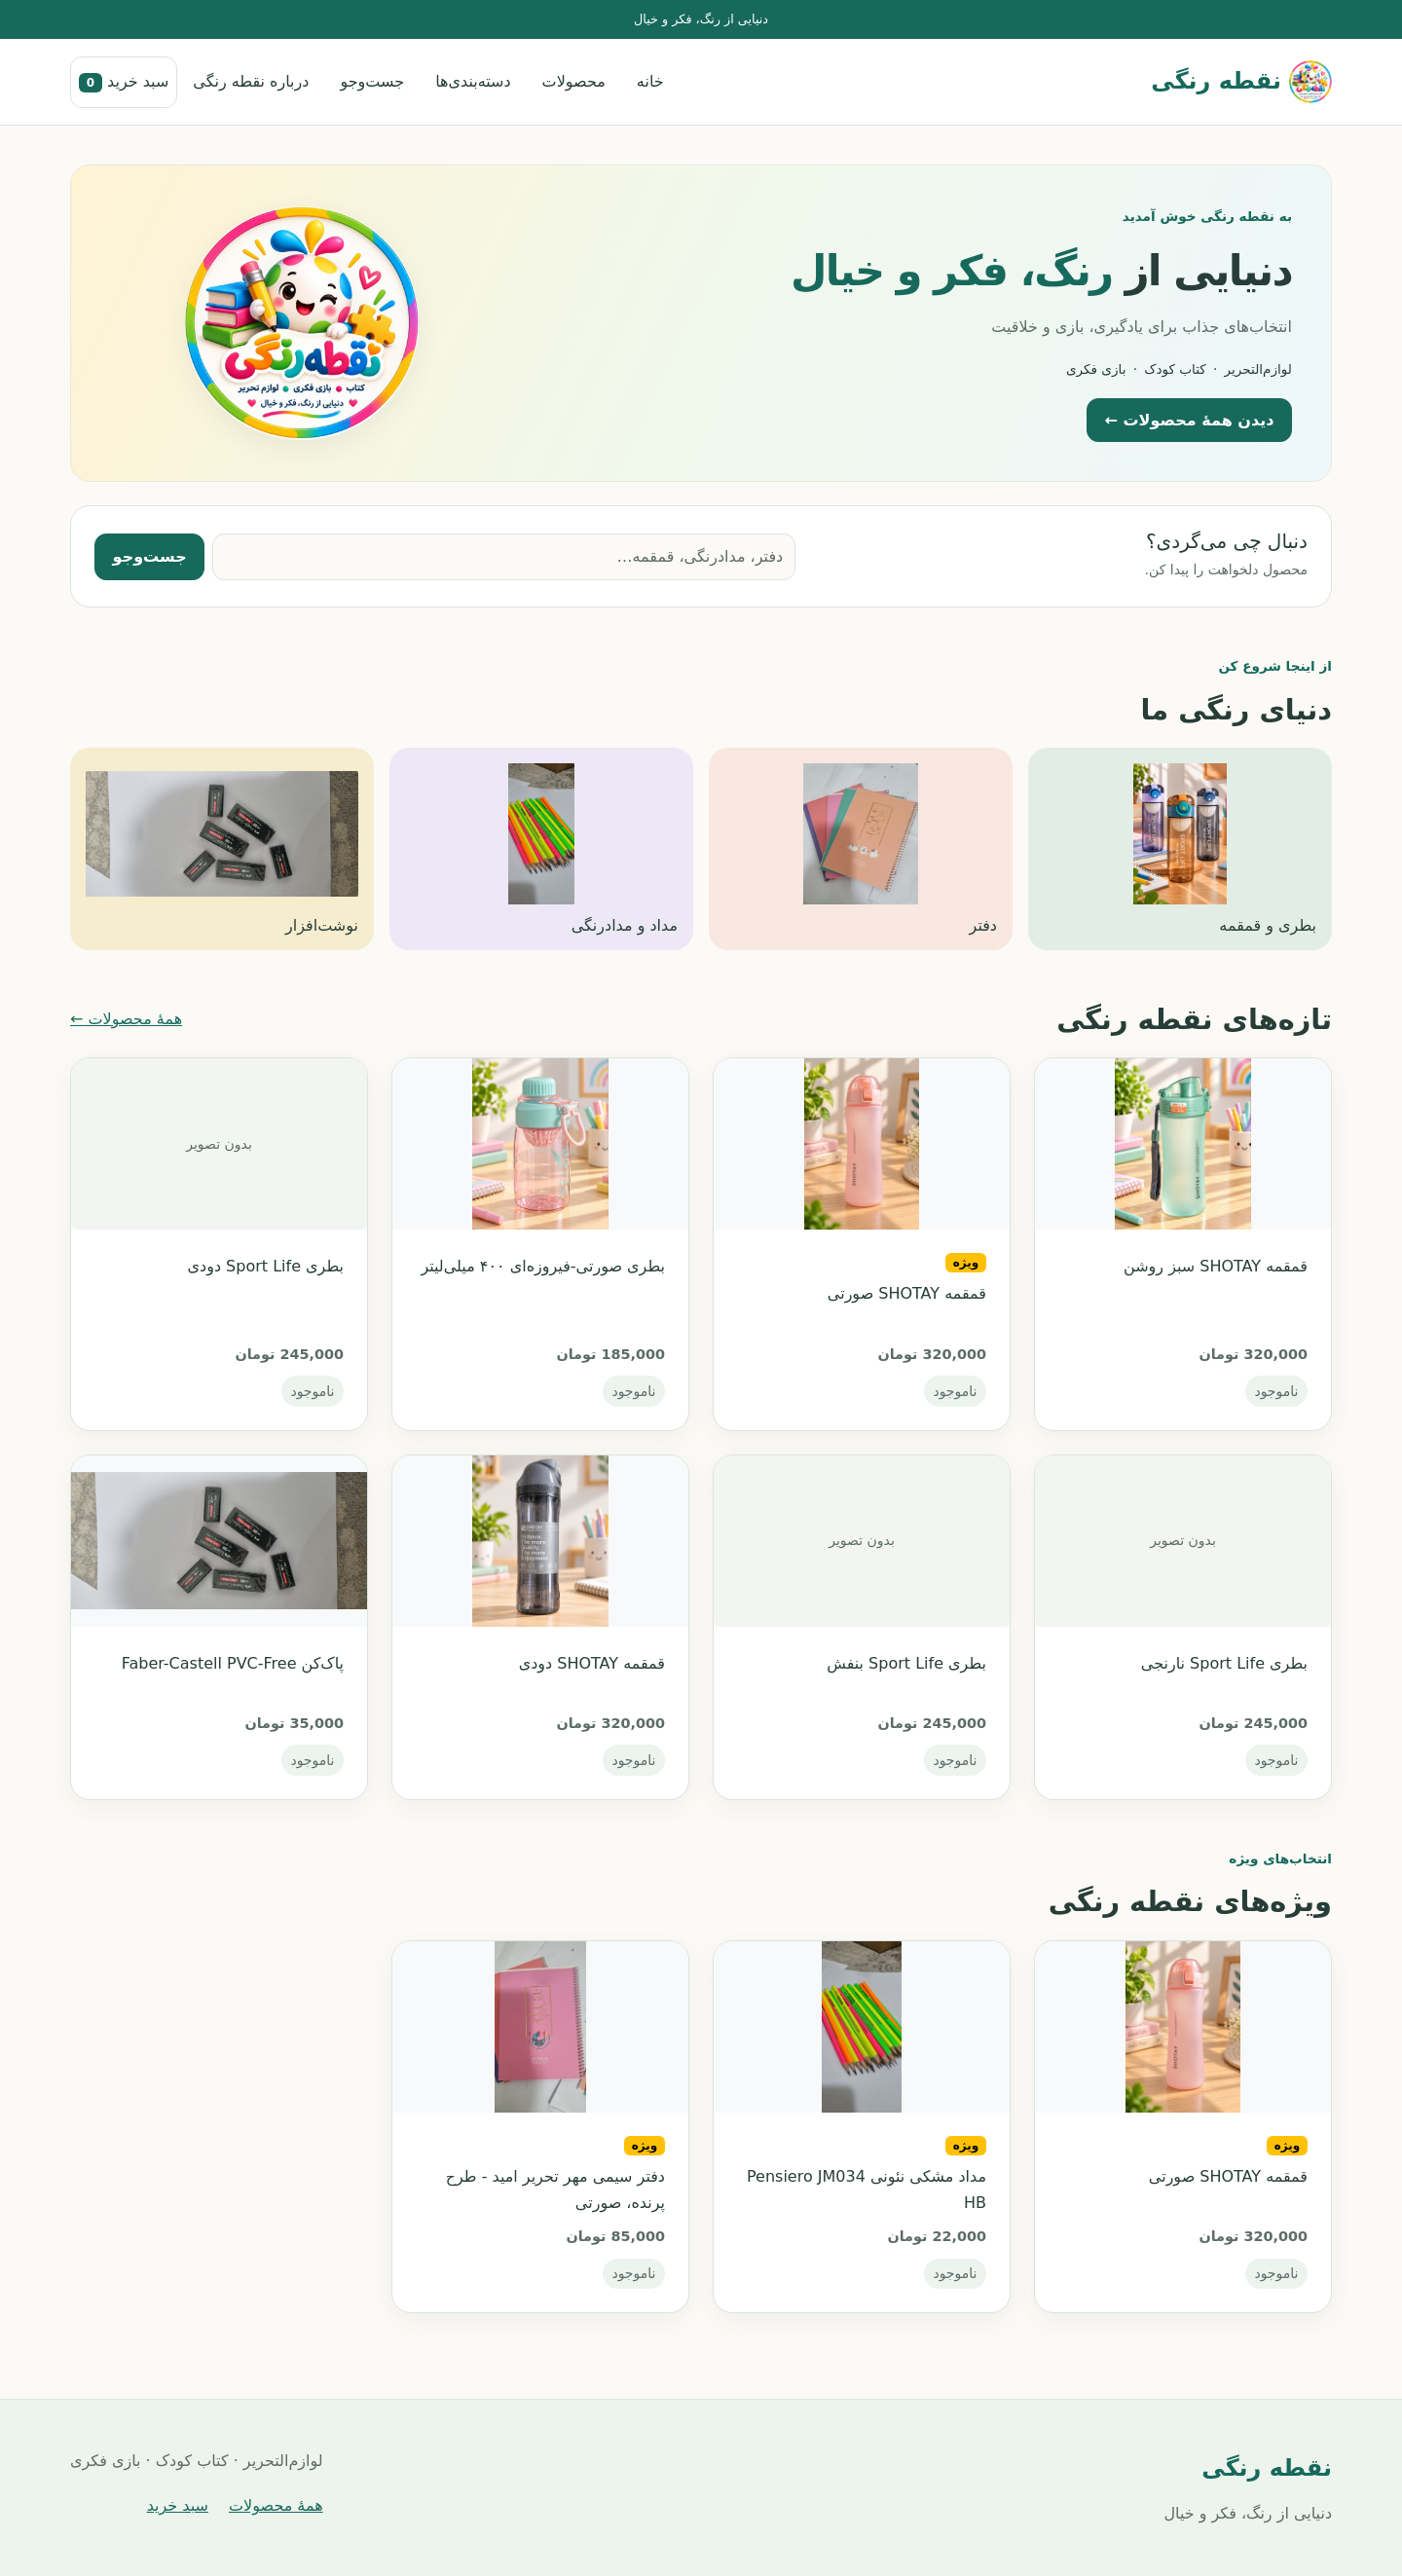 دنیایی از رنگ، فکر و خیال
نقطه رنگی
خانه
محصولات
دسته‌بندی‌ها
جست‌وجو
درباره نقطه رنگی
سبد خرید 0
به نقطه رنگی خوش آمدید
دنیایی از رنگ، فکر و خیال
انتخاب‌های جذاب برای یادگیری، بازی و خلاقیت
لوازم‌التحریر · کتاب کودک · بازی فکری
دیدن همهٔ محصولات ←
نقطه رنگی
کتاب بازی فکری لوازم تحریر
دنیایی از رنگ، فکر و خیال
دنبال چی می‌گردی؟
محصول دلخواهت را پیدا کن.
دفتر، مدادرنگی، قمقمه...
جست‌وجو
از اینجا شروع کن
دنیای رنگی ما
بطری و قمقمه
دفتر
مداد و مدادرنگی
نوشت‌افزار
تازه‌های نقطه رنگی
همهٔ محصولات ←
قمقمه SHOTAY سبز روشن
320,000 تومان
ناموجود
ویژه
قمقمه SHOTAY صورتی
320,000 تومان
ناموجود
بطری صورتی-فیروزه‌ای ۴۰۰ میلی‌لیتر
185,000 تومان
ناموجود
بدون تصویر
بطری Sport Life دودی
245,000 تومان
ناموجود
بدون تصویر
بطری Sport Life نارنجی
245,000 تومان
ناموجود
بدون تصویر
بطری Sport Life بنفش
245,000 تومان
ناموجود
قمقمه SHOTAY دودی
320,000 تومان
ناموجود
پاک‌کن Faber-Castell PVC-Free
35,000 تومان
ناموجود
انتخاب‌های ویژه
ویژه‌های نقطه رنگی
ویژه
قمقمه SHOTAY صورتی
320,000 تومان
ناموجود
ویژه
مداد مشکی نئونی Pensiero JM034
HB
22,000 تومان
ناموجود
ویژه
دفتر سیمی مهر تحریر امید - طرح
پرنده، صورتی
85,000 تومان
ناموجود
نقطه رنگی
دنیایی از رنگ، فکر و خیال
لوازم‌التحریر · کتاب کودک · بازی فکری
همهٔ محصولات
سبد خرید